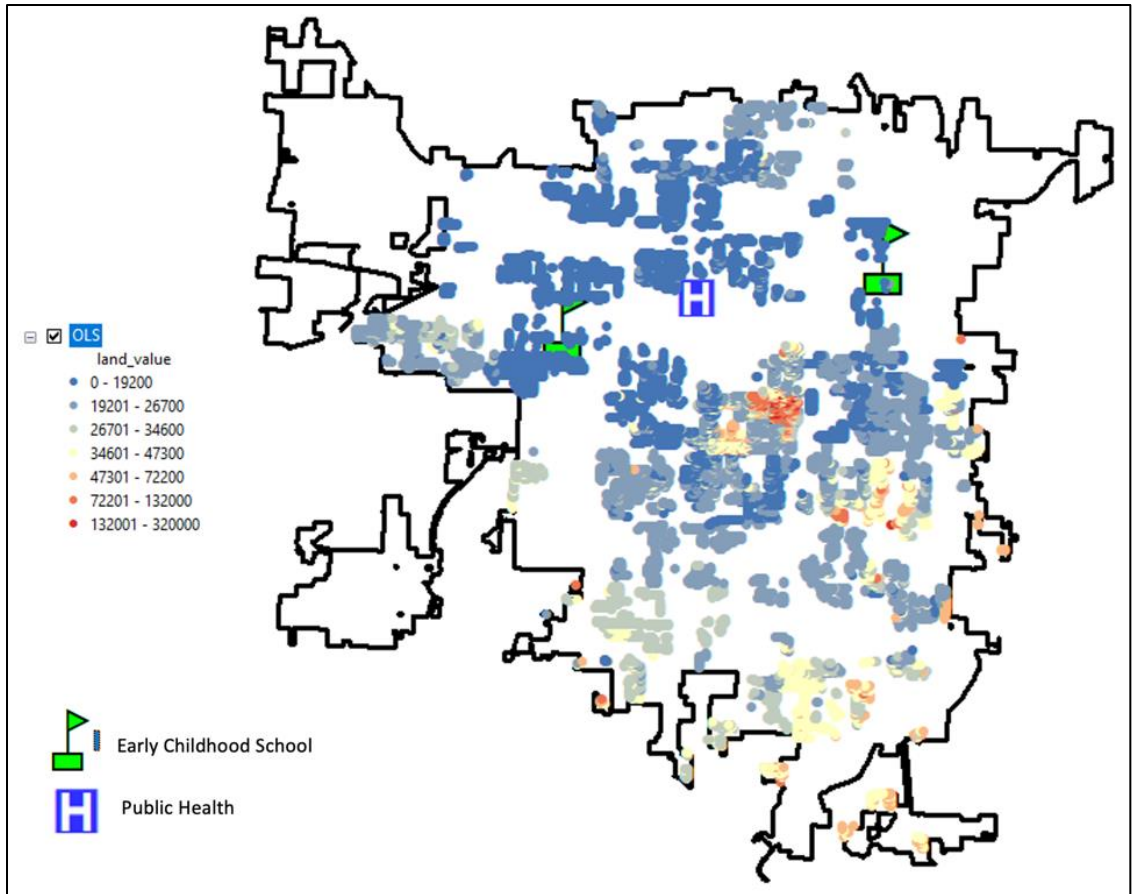 OLS
land_value
0 - 19200
19201 - 26700
26701 - 34600
34601 - 47300
47301 - 72200
72201 - 132000
132001 - 320000
H
Early Childhood School
H
Public Health